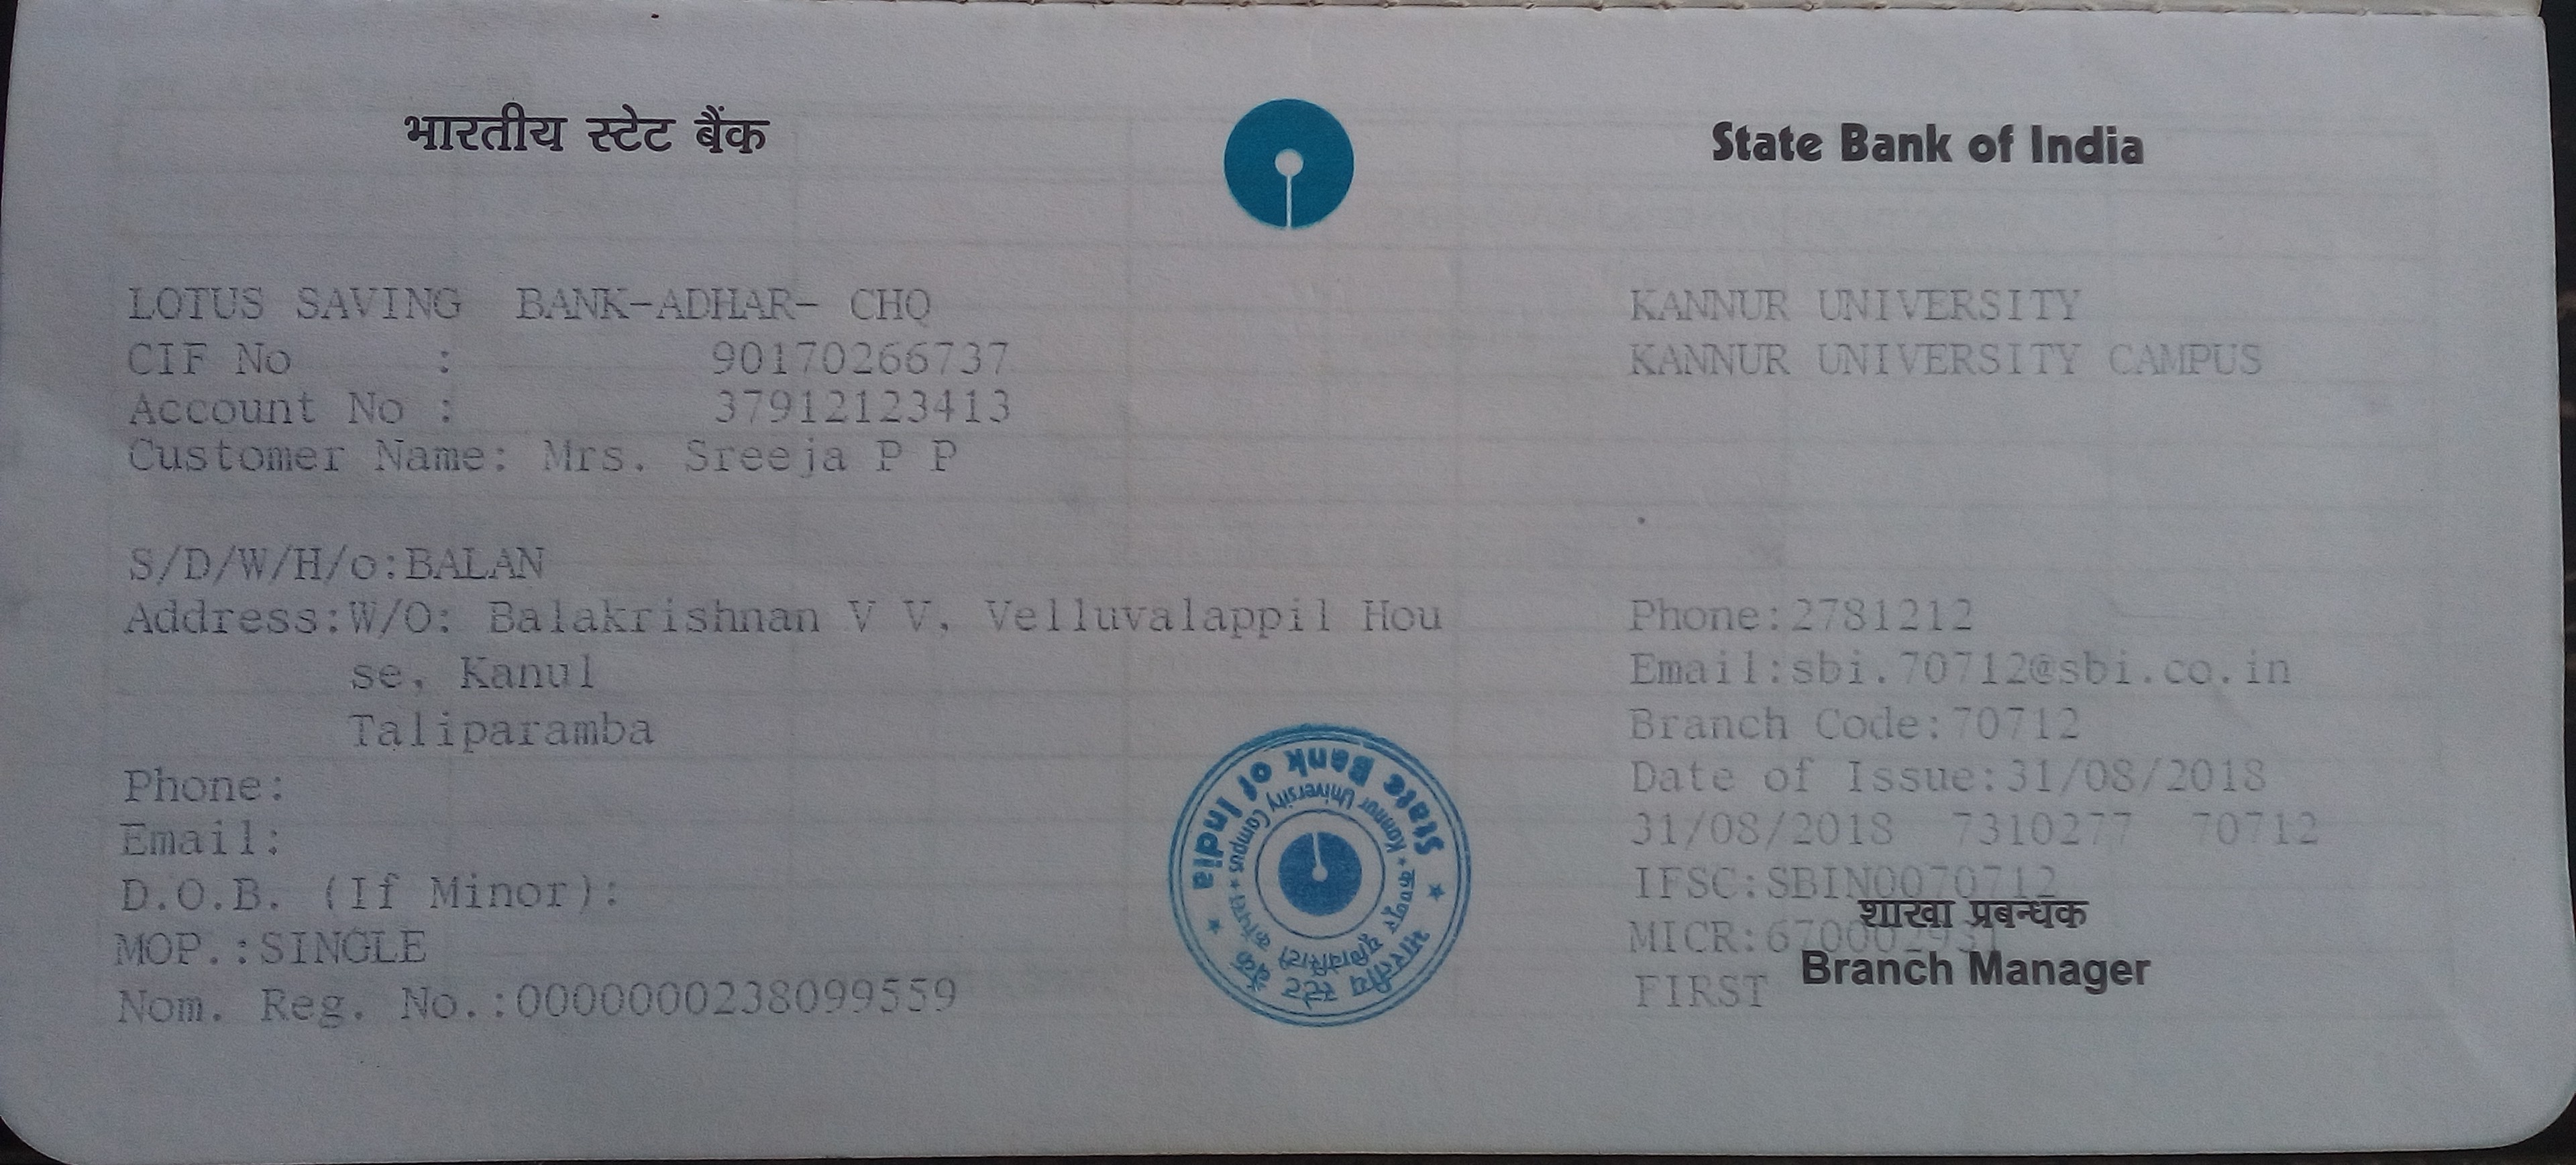 भारतीय स्टेट बैंक
State Bank of India
LOTUS SAVING BANK-ADHAR- CHQ
CIF No : 90170266737
Account No : 37912123413
Customer Name: Mrs. Sreeja P P
S/D/W/H/o:BALAN
Address:W/O: Balakrishnan V V, Velluvalappil Hou
se, Kanul
Taliparamba
Phone:
Email:
D.O.B. (If Minor):
MOP.:SINGLE
Nom. Reg. No.:0000000238099559
KANNUR UNIVERSITY
KANNUR UNIVERSITY CAMPUS
Phone:2781212
Email:sbi.70712@sbi.co.in
Branch Code:70712
Date of Issue:31/08/2018
31/08/2018 7310277 70712
IFSC:SBIN0070712
शाखा प्रबन्धक
MICR:
Branch Manager
FIRST
State Bank of India
Kannur University Campus
भारतीय स्टेट बैंक